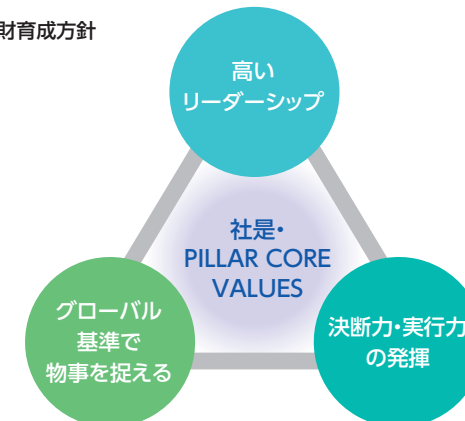 財育成方針
高い
リーダーシップ
社是・
PILLAR CORE
VALUES
グローバル
基準で
物事を捉える
決断力・実行力
の発揮